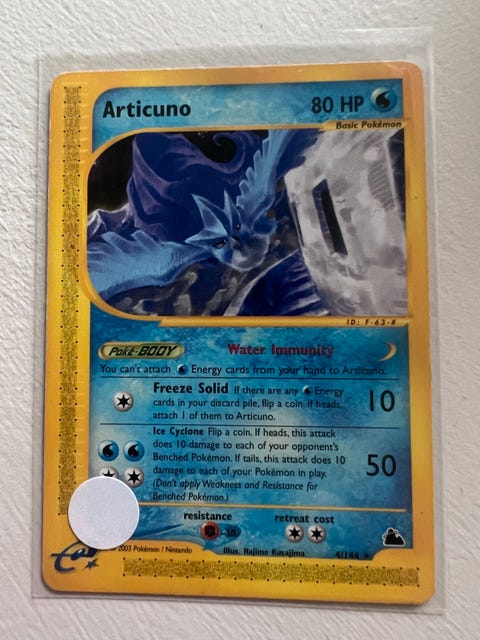 Articuno 80 HP
Basic Pokémon
ID: F-63-#
Poké-BODY Water Immunity
You can't attach Energy cards from your hand to Articuno.
Freeze Solid If there are any Energy
cards in your discard pile, flip a coin. If heads, 10
attach 1 of them to Articuno.
Ice Cyclone Flip a coin. If heads, this attack
does 10 damage to each of your opponent's
Benched Pokémon. If tails, this attack does 10 50
damage to each of your Pokémon in play.
(Don't apply Weakness and Resistance for
Benched Pokémon.)
resistance retreat cost
-30
2003 Pokémon / Nintendo Illus. Hajime Kusajima 4/144 ★